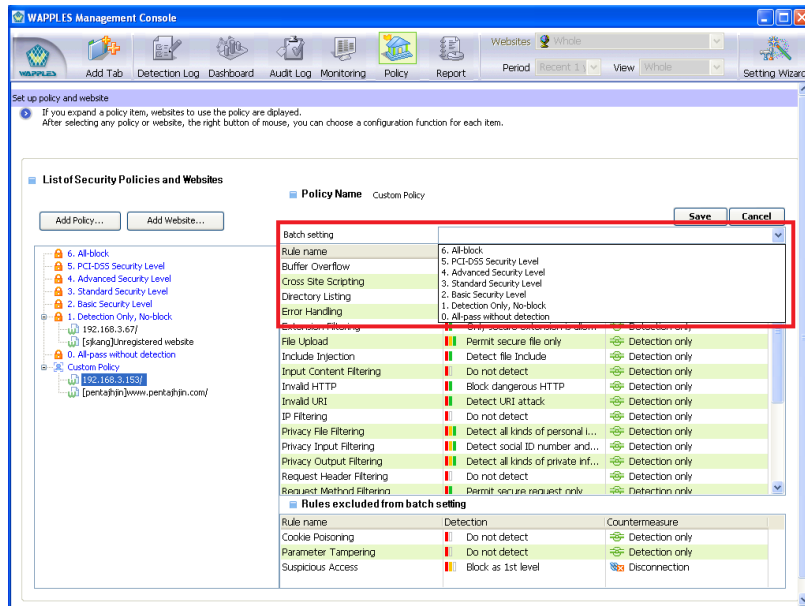 WAPPLES Management Console
WAPPLES
Add Tab
Detection Log
Dashboard
Audit Log
Monitoring
Policy
Report
Websites Whole
Period Recent 1 y View Whole
Setting Wizard
Set up policy and website
If you expand a policy item, websites to use the policy are diplayed.
After selecting any policy or website, the right button of mouse, you can choose a configuration function for each item.
List of Security Policies and Websites
Add Policy... Add Website...
6. All-block
5. PCI-DSS Security Level
4. Advanced Security Level
3. Standard Security Level
2. Basic Security Level
1. Detection Only, No-block
192.168.3.67/
[sjkang]Unregistered website
0. All-pass without detection
Custom Policy
192.168.3.153/
[pentajhjin]www.pentajhjin.com/
Policy Name Custom Policy
Save Cancel
Batch setting
6. All-block
5. PCI-DSS Security Level
4. Advanced Security Level
3. Standard Security Level
2. Basic Security Level
1. Detection Only, No-block
0. All-pass without detection
Rule name
Buffer Overflow
Cross Site Scripting
Directory Listing
Error Handling
Extension Filtering Only secure extension is allo... Detection only
File Upload Permit secure file only Detection only
Include Injection Detect file Include Detection only
Input Content Filtering Do not detect Detection only
Invalid HTTP Block dangerous HTTP Detection only
Invalid URI Detect URI attack Detection only
IP Filtering Do not detect Detection only
Privacy File Filtering Detect all kinds of personal i... Detection only
Privacy Input Filtering Detect social ID number and... Detection only
Privacy Output Filtering Detect all kinds of private inf... Detection only
Request Header Filtering Do not detect Detection only
Request Method Filtering Permit secure request only Detection only
Rules excluded from batch setting
Rule name Detection Countermeasure
Cookie Poisoning Do not detect Detection only
Parameter Tampering Do not detect Detection only
Suspicious Access Block as 1st level Disconnection